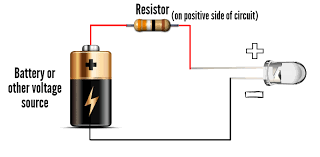 Resistor
(on positive side of circuit)
Battery or
other voltage
source
+
+
−